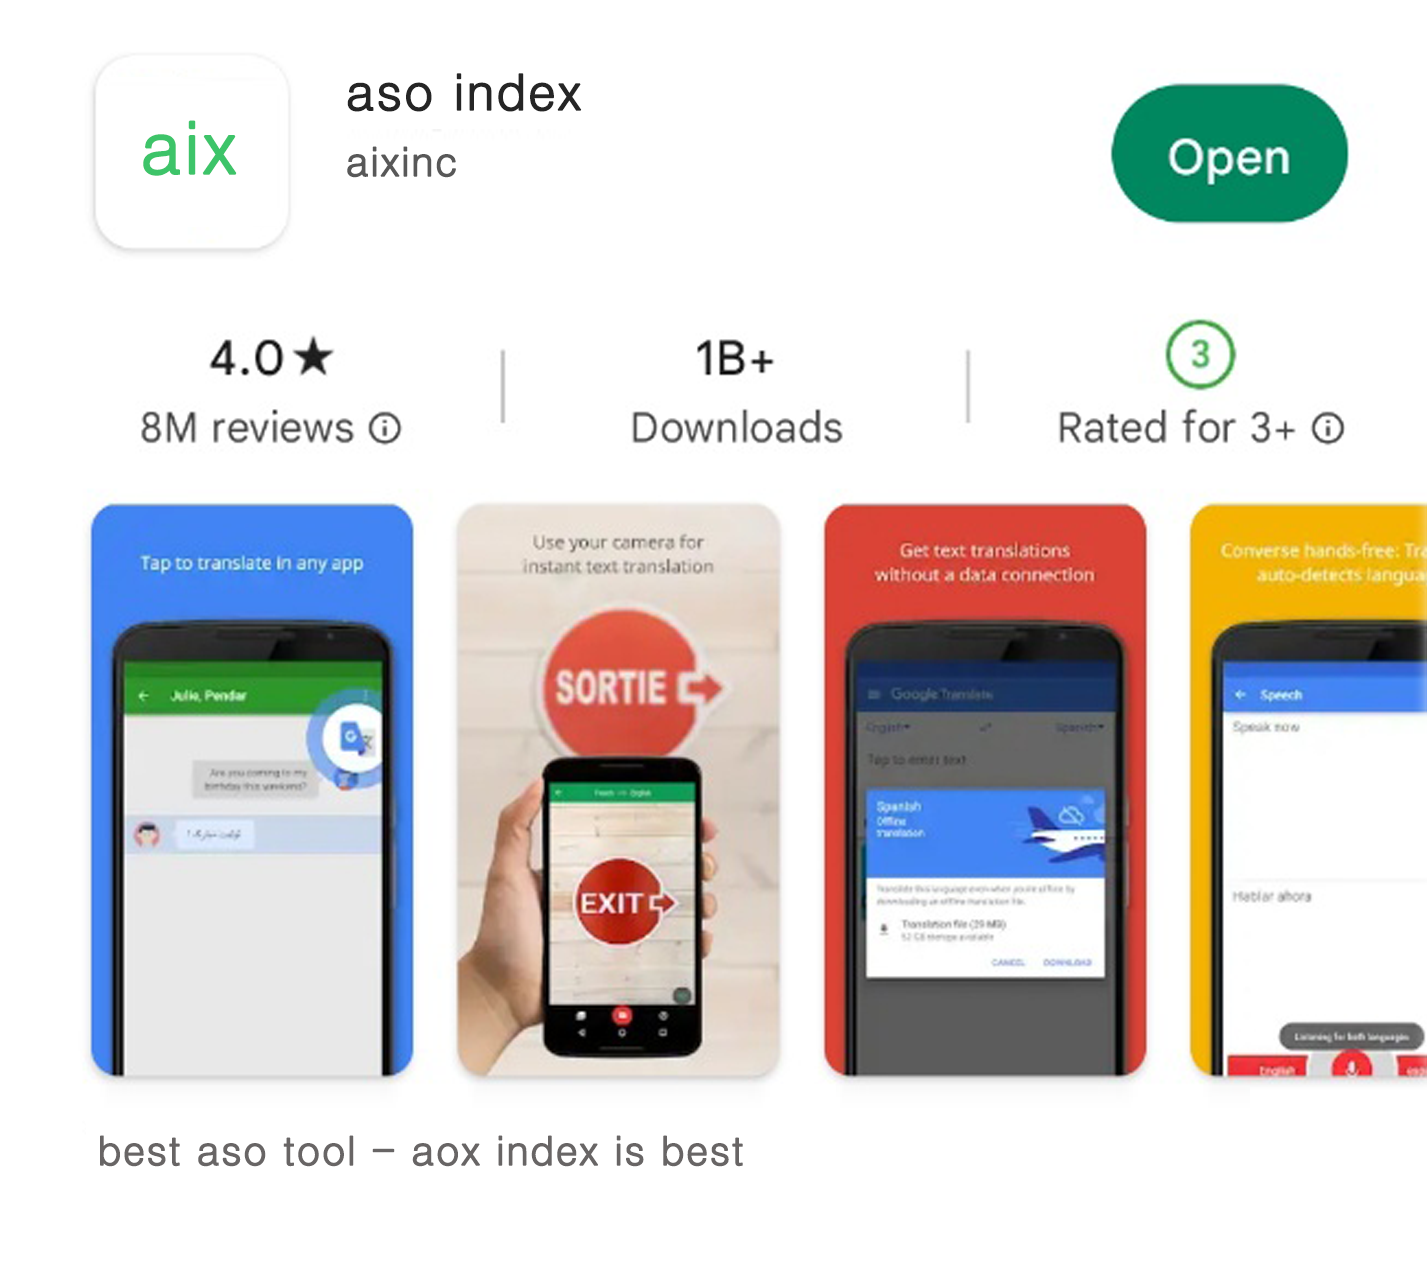 aix
aso index
aixinc
Open
4.0★
8M reviews
1B+
Downloads
3
Rated for 3+
Tap to translate in any app
Julie, Pendar
Are you coming to my
birthday this weekend?
Use your camera for
instant text translation
SORTIE
French English
EXIT
Get text translations
without a data connection
Google Translate
English
Spanish
Tap to enter text
Spanish
Offline
translation
Translate this language even when you're offline by
downloading an offline translation file.
Translation file (29 MB)
CANCEL DOWNLOAD
Converse hands-free: Tra
auto-detects langua
Speech
Speak now
Hablar ahora
Listening for both languages
English
best aso tool – aox index is best